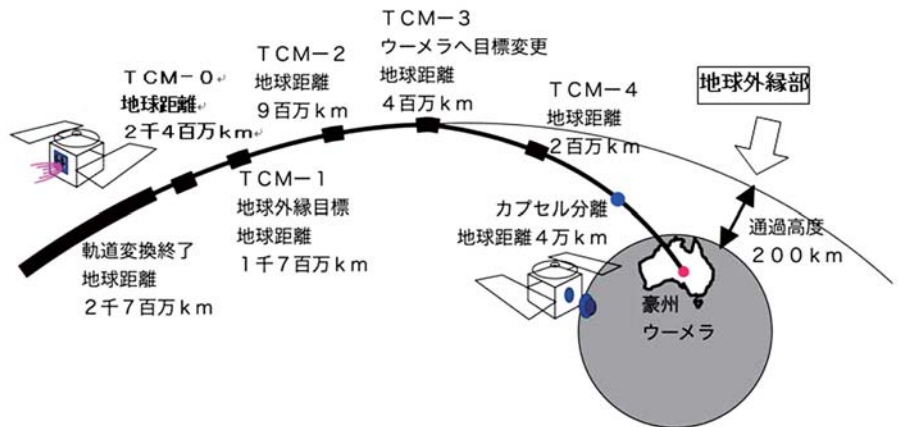 TCM－0
地球距離
2千4百万km
TCM－2
地球距離
9百万km
TCM－3
ウーメラへ目標変更
地球距離
4百万km
TCM－4
地球距離
2百万km
地球外縁部
TCM－1
地球外縁目標
地球距離
1千7百万km
軌道変換終了
地球距離
2千7百万km
カプセル分離
地球距離4万km
通過高度
200km
豪州
ウーメラ